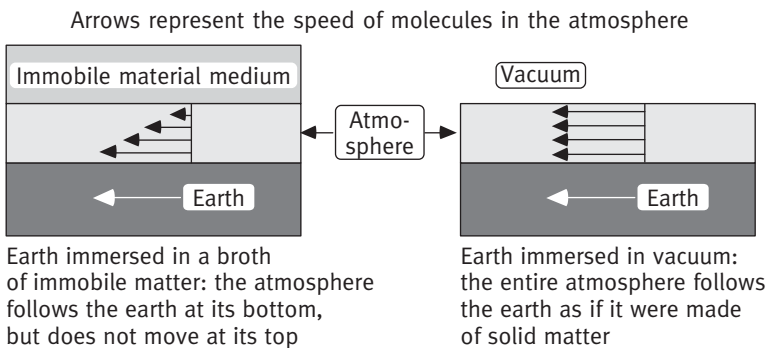 Arrows represent the speed of molecules in the atmosphere
Immobile material medium
Vacuum
Atmo-
sphere
Earth
Earth
Earth immersed in a broth
of immobile matter: the atmosphere
follows the earth at its bottom,
but does not move at its top
Earth immersed in vacuum:
the entire atmosphere follows
the earth as if it were made
of solid matter